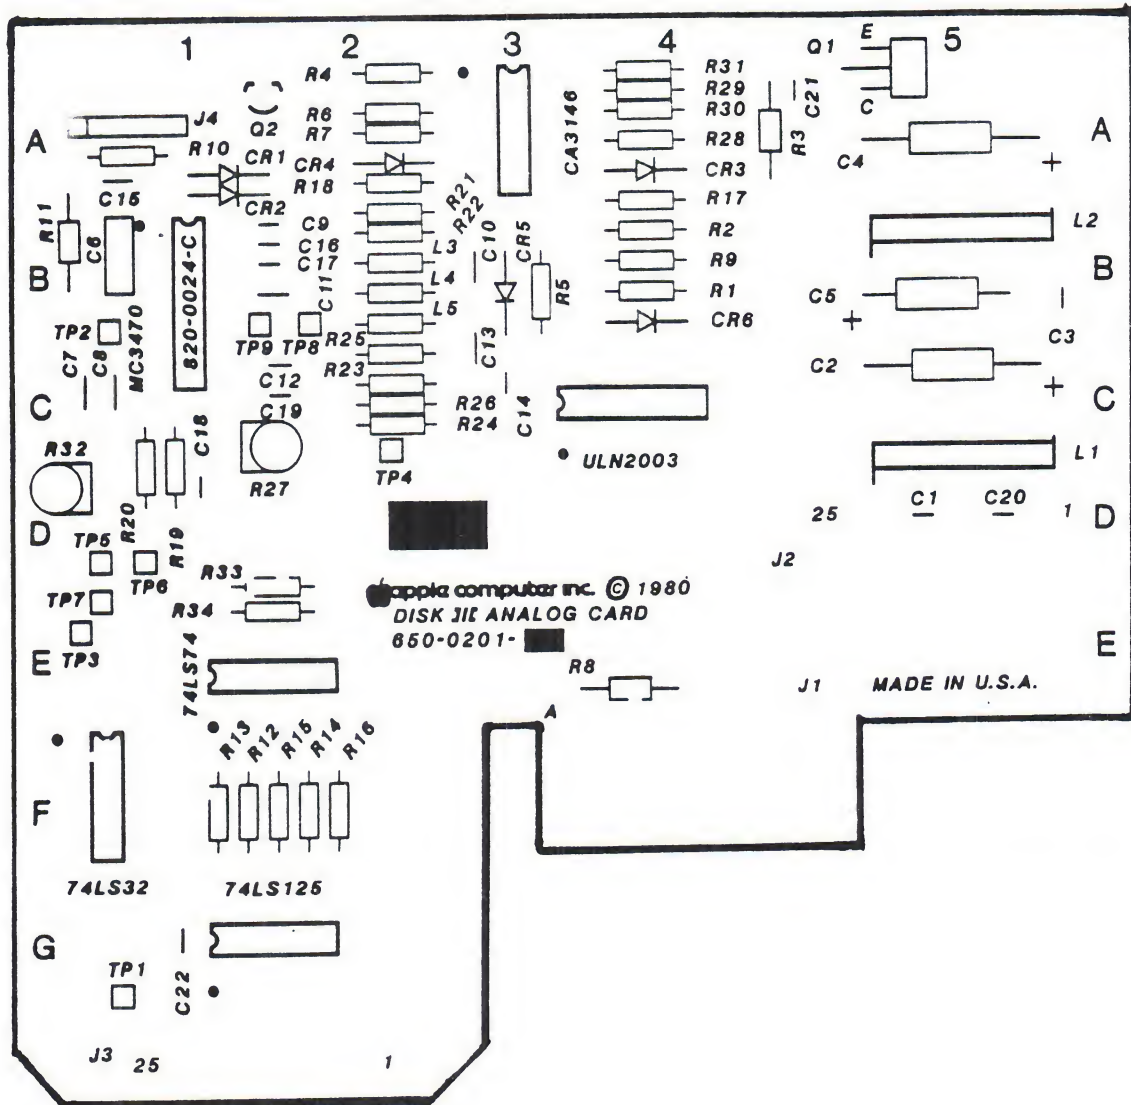 1 2 3 4 5
A
B
C
D
E
F
G
A
B
C
D
E
R4
R31
R29
R30
Q1
E
C
C21
J4
Q2
R6
R7
CA3146
R28
R3
C4
+
R10
CR1
CR4
CR3
C15
R18
CR2
R21
R22
R17
R11
C6
C9
C16
C17
L3
C10
CR5
R2
L2
L4
R9
820-0024-C
C11
L5
R5
R1
C5
TP2
MC3470
TP9
TP8
R25
C13
CR6
+
C3
C7
C8
C12
R23
C2
+
C19
R26
C14
R24
R32
C18
R27
TP4
ULN2003
L1
C1
C20
R20
R19
25
1
TP5
TP6
J2
R33
apple computer inc. © 1980
TP7
R34
DISK III ANALOG CARD
650-0201-
TP3
74LS74
R8
J1
MADE IN U.S.A.
A
R13
R12
R15
R14
R16
74LS32
74LS125
TP1
C22
J3
25
1